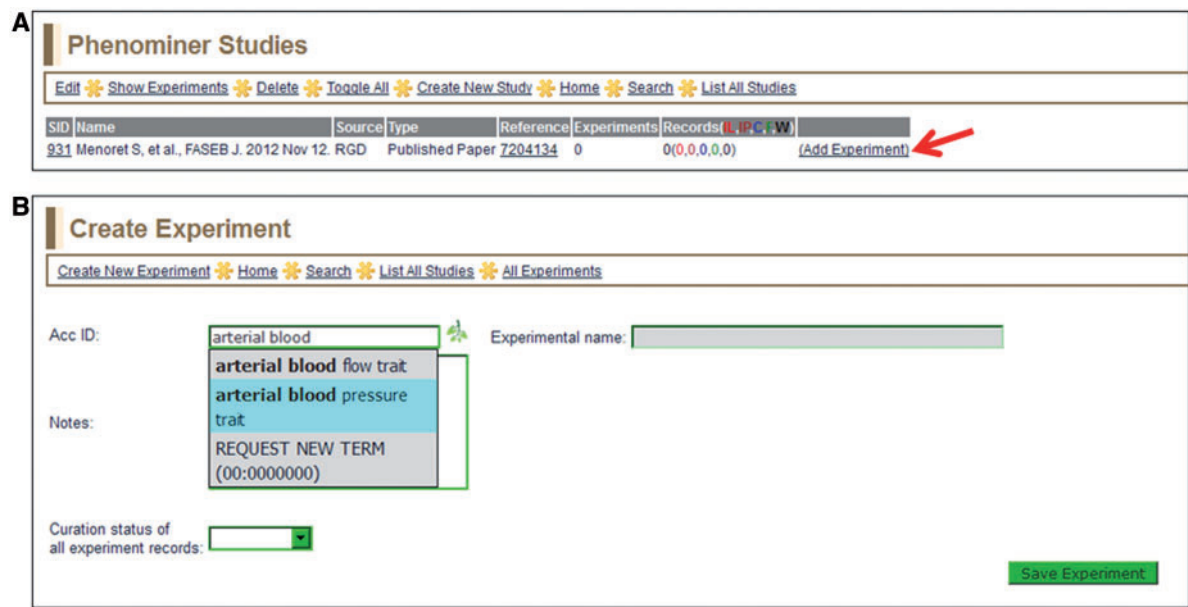 A
Phenominer Studies
Edit Show Experiments Delete Toggle All Create New Study Home Search List All Studies
SID Name Source Type Reference Experiments Records(IL,IP,C,F,W)
931 Menoret S, et al., FASEB J. 2012 Nov 12. RGD Published Paper 7204134 0 0(0,0,0,0,0) (Add Experiment)
B
Create Experiment
Create New Experiment Home Search List All Studies All Experiments
Acc ID: arterial blood Experimental name:
arterial blood flow trait
arterial blood pressure
trait
Notes:
REQUEST NEW TERM
(00:0000000)
Curation status of
all experiment records:
Save Experiment